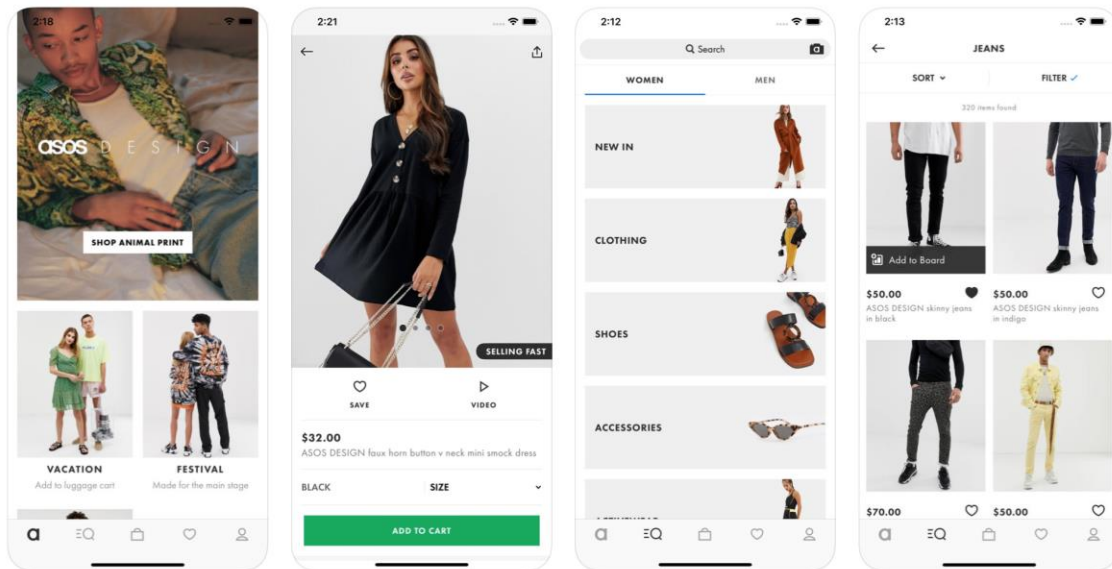 2:18
asos DESIGN
SHOP ANIMAL PRINT
VACATION
Add to luggage cart
FESTIVAL
Made for the main stage
a
2:21
SELLING FAST
SAVE
VIDEO
$32.00
ASOS DESIGN faux horn button v neck mini smock dress
BLACK
SIZE
ADD TO CART
2:12
Search
a
WOMEN
MEN
NEW IN
CLOTHING
SHOES
ACCESSORIES
ACTIVEWEAR
a
2:13
JEANS
SORT
FILTER
320 items found
Add to Board
$50.00
ASOS DESIGN skinny jeans
in black
$50.00
ASOS DESIGN skinny jeans
in indigo
$70.00
$50.00
a